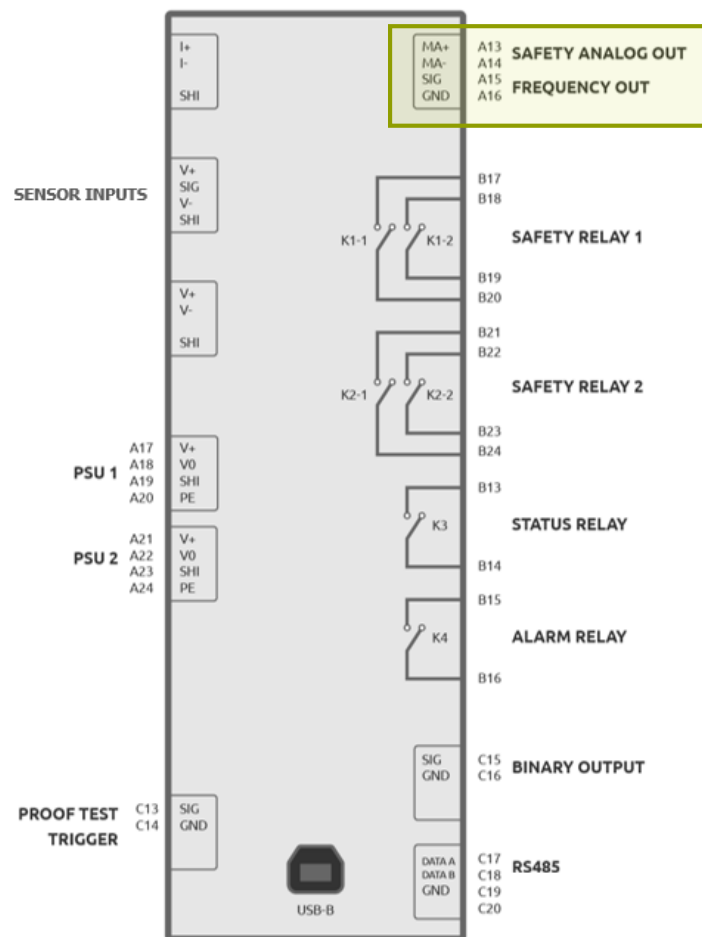 I+
I-
SHI
MA+ A13 SAFETY ANALOG OUT
MA- A14
SIG A15 FREQUENCY OUT
GND A16
SENSOR INPUTS
V+
SIG
V-
SHI
B17
B18
K1-1 K1-2 SAFETY RELAY 1
B19
B20
V+
V-
SHI
B21
B22
K2-1 K2-2 SAFETY RELAY 2
B23
B24
PSU 1
A17 V+
A18 V0
A19 SHI
A20 PE
B13
K3 STATUS RELAY
B14
PSU 2
A21 V+
A22 V0
A23 SHI
A24 PE
B15
K4 ALARM RELAY
B16
SIG C15 BINARY OUTPUT
GND C16
PROOF TEST
TRIGGER
C13 SIG
C14 GND
USB-B
DATA A C17 RS485
DATA B C18
GND C19
C20